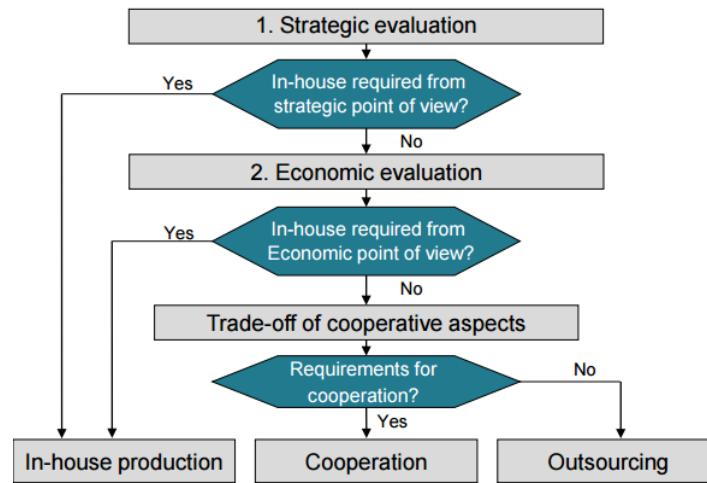 1. Strategic evaluation
Yes
In-house required from
strategic point of view?
No
2. Economic evaluation
Yes
In-house required from
Economic point of view?
No
Trade-off of cooperative aspects
Requirements for
cooperation?
No
Yes
In-house production
Cooperation
Outsourcing